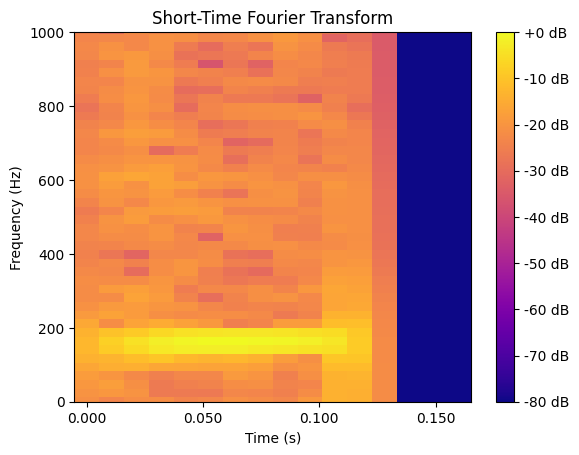 Short-Time Fourier Transform
1000
800
600
400
200
0
Frequency (Hz)
0.000
0.050
0.100
0.150
Time (s)
+0 dB
-10 dB
-20 dB
-30 dB
-40 dB
-50 dB
-60 dB
-70 dB
-80 dB